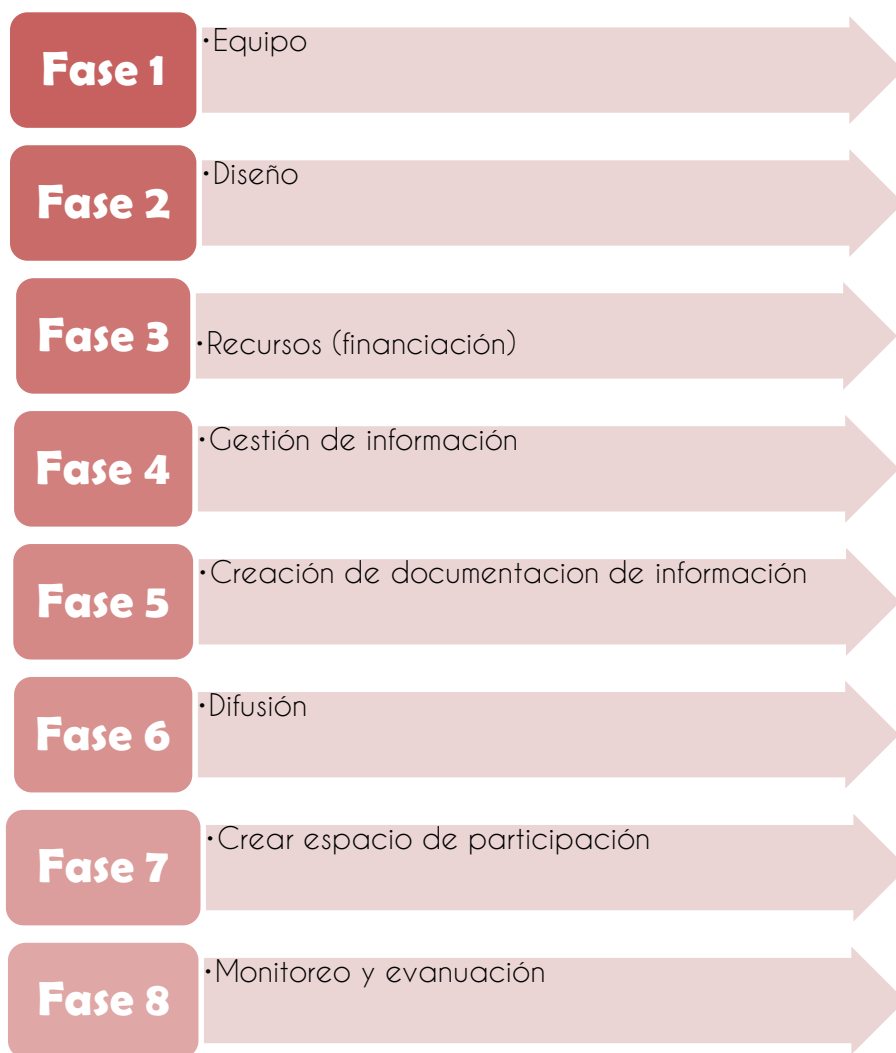 Fase 1
•Equipo
Fase 2
•Diseño
Fase 3
•Recursos (financiación)
Fase 4
•Gestión de información
Fase 5
•Creación de documentacion de información
Fase 6
•Difusión
Fase 7
•Crear espacio de participación
Fase 8
•Monitoreo y evanuación